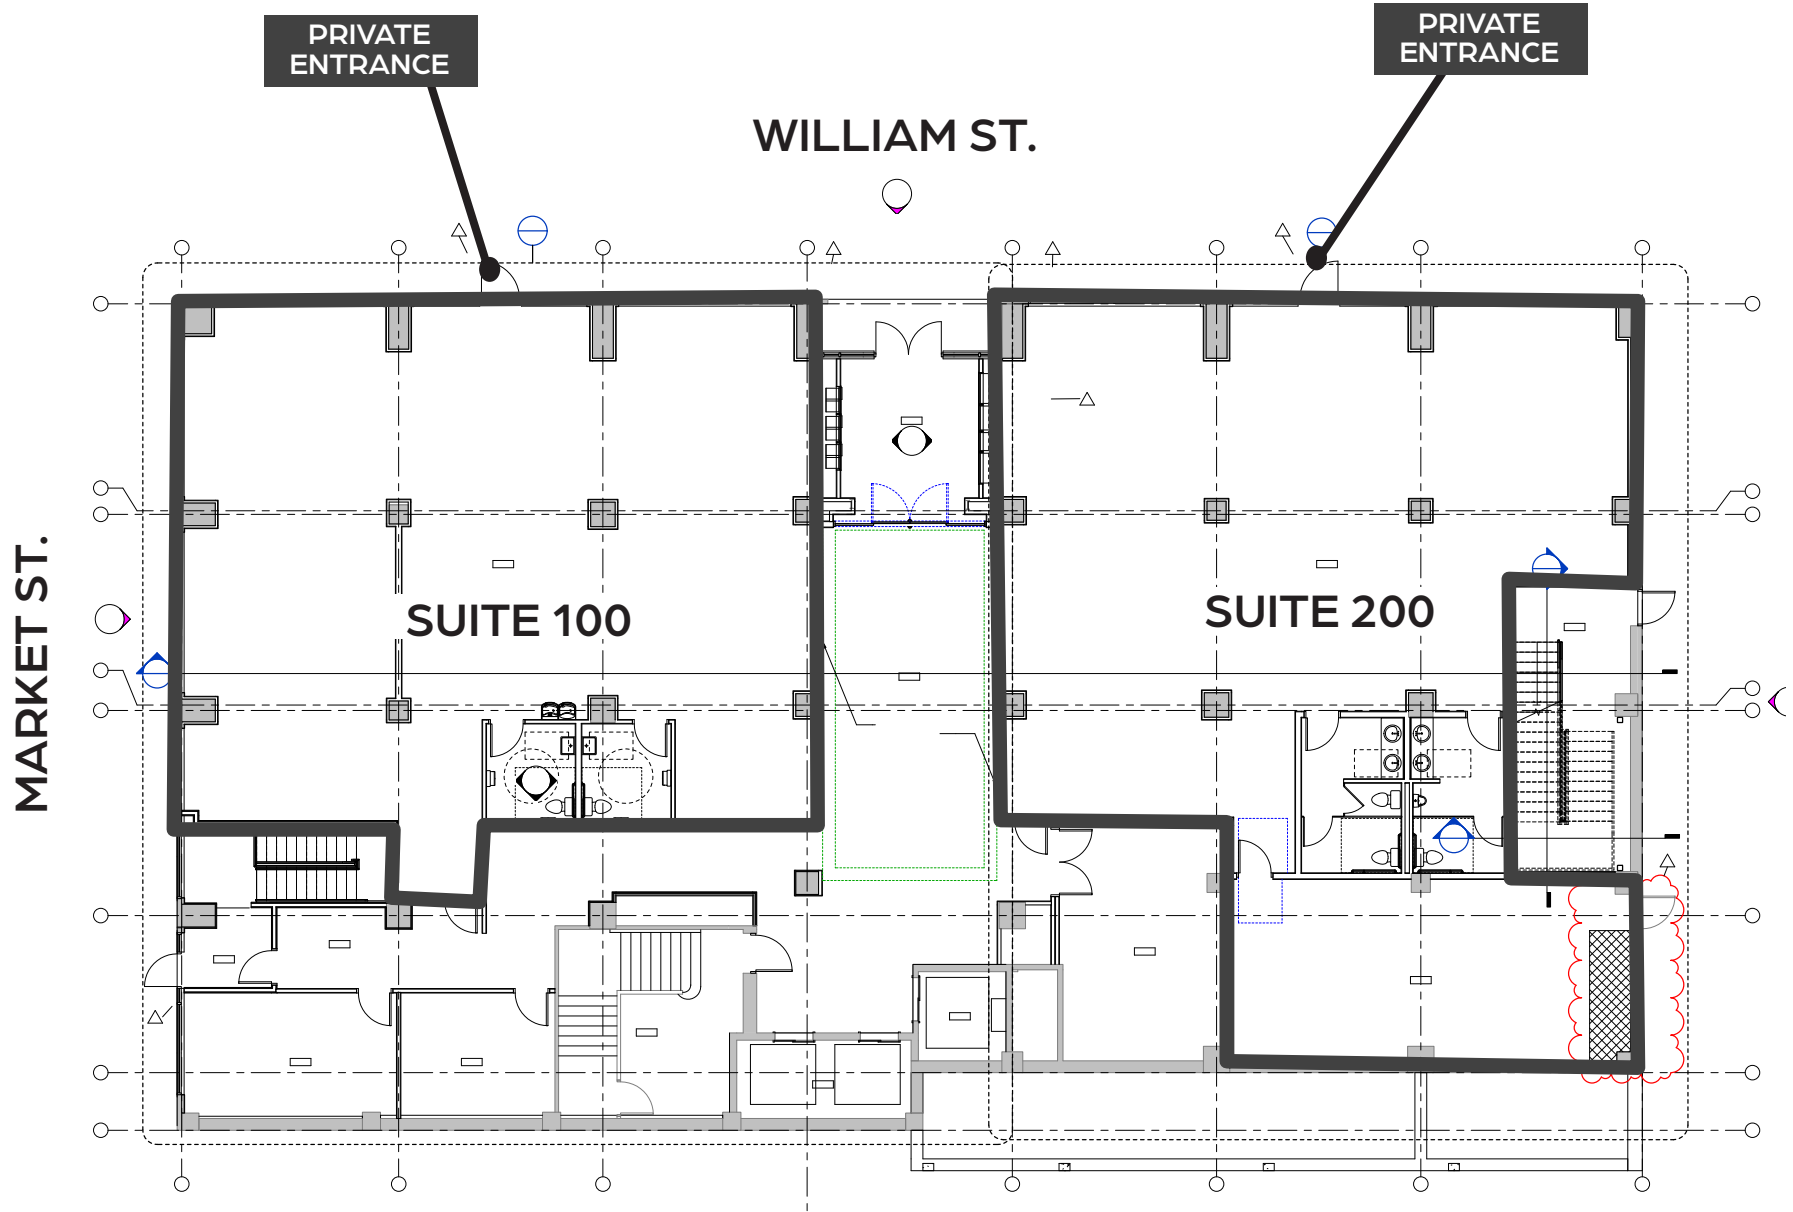 PRIVATE
ENTRANCE
PRIVATE
ENTRANCE
WILLIAM ST.
MARKET ST.
SUITE 100
SUITE 200